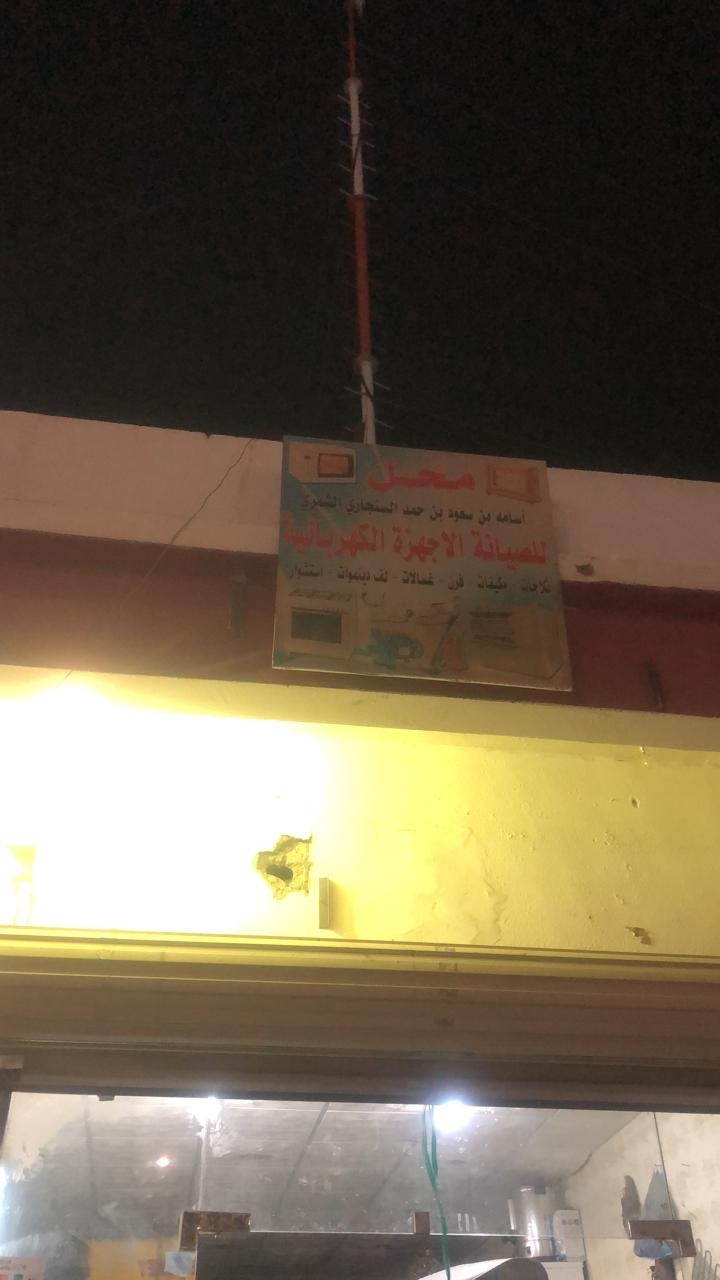 محل
أسامه بن سعود بن حمد السنجاري الشمري
للصيانة الاجهزة الكهربائية
ثلاجات - مكيفات - فرن - غسالات - لف دينموات - استشوار